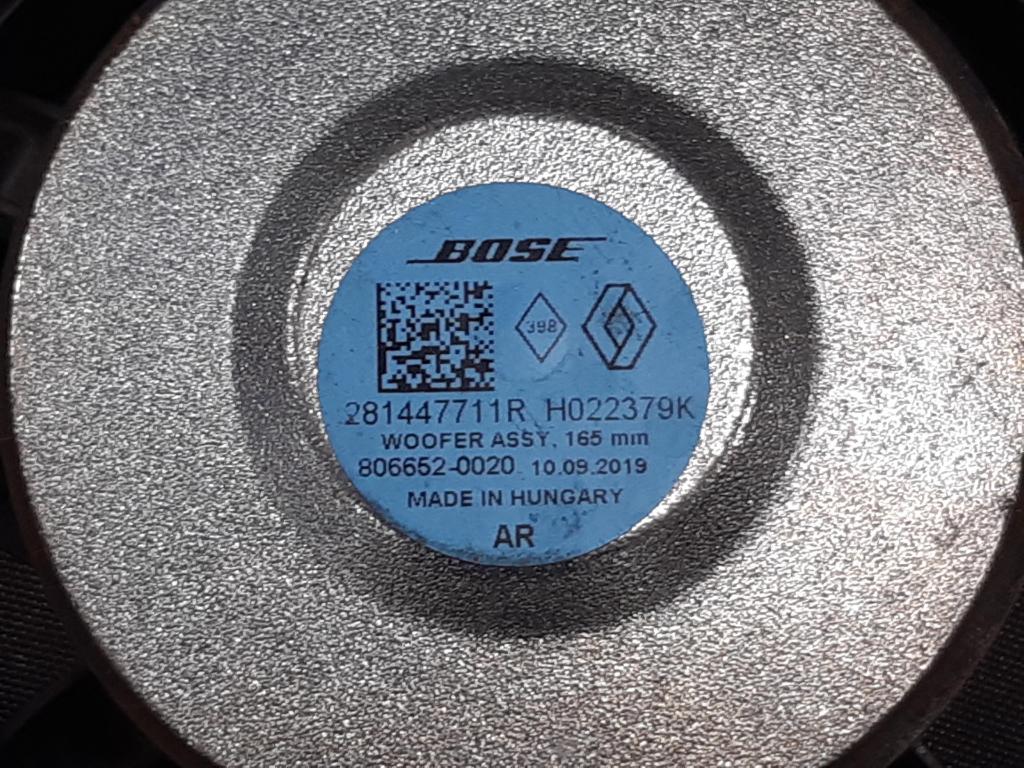 BOSE
398
281447711R H022379K
WOOFER ASSY, 165 mm
806652-0020 10.09.2019
MADE IN HUNGARY
AR